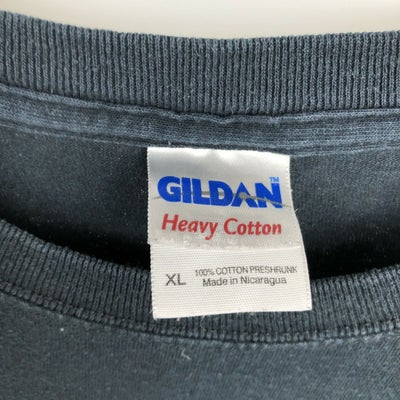 GILDAN™
Heavy Cotton
XL 100% COTTON PRESHRUNK
Made in Nicaragua